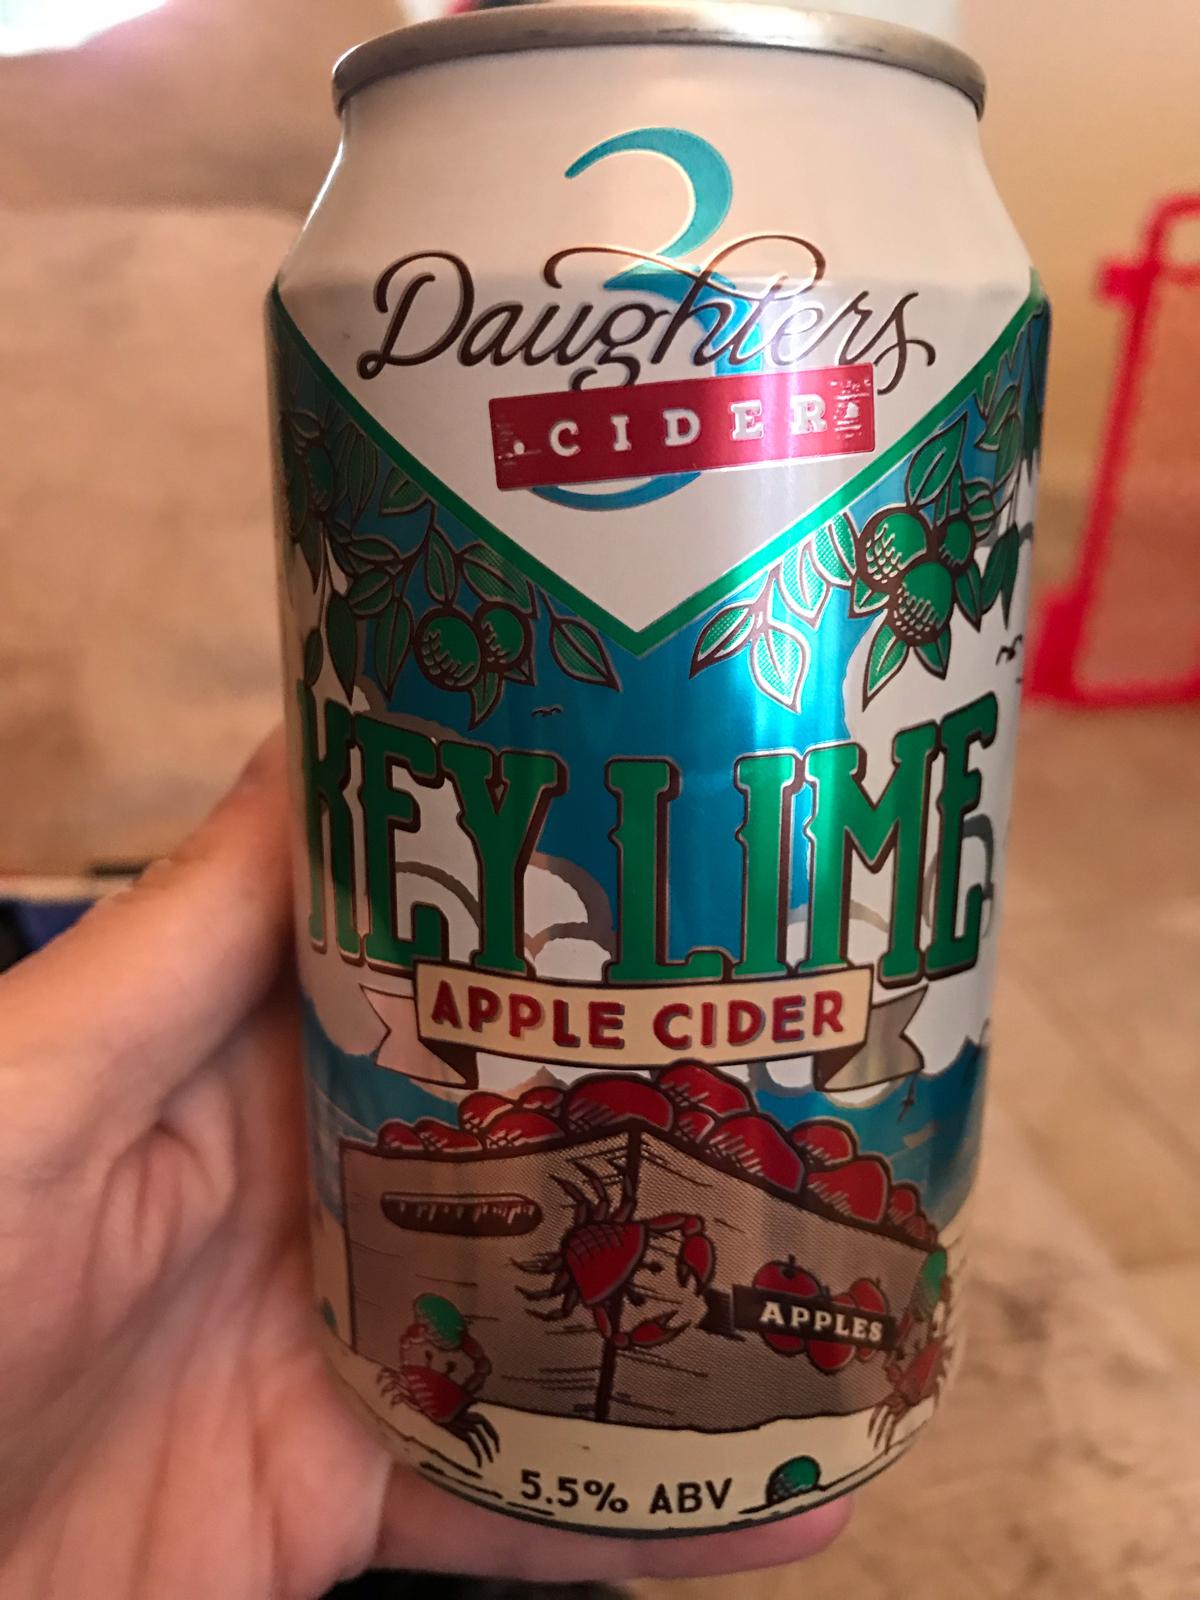 3
Daughters
CIDER
KEY LIME
APPLE CIDER
APPLES
5.5% ABV